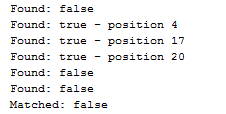 Found: false
Found: true - position 4
Found: true - position 17
Found: true - position 20
Found: false
Found: false
Matched: false